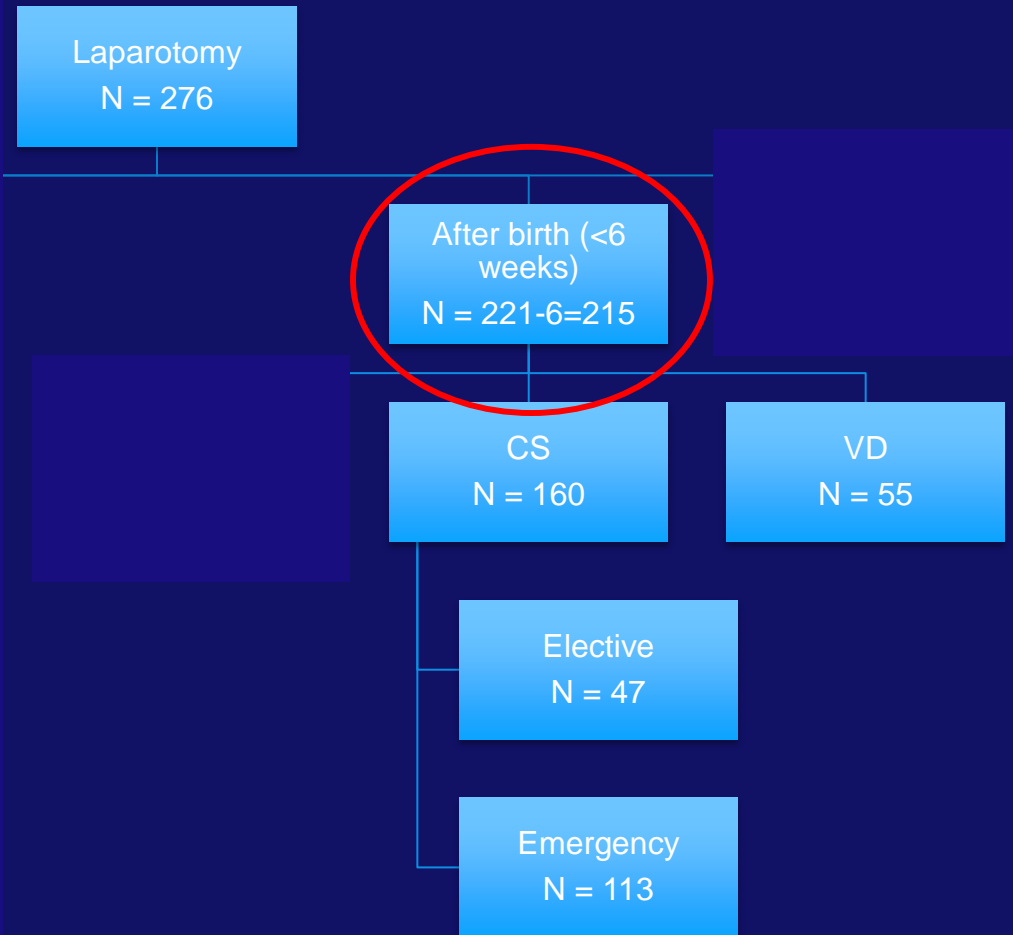 Laparotomy
N = 276
After birth (<6
weeks)
N = 221-6=215
CS
N = 160
VD
N = 55
Elective
N = 47
Emergency
N = 113